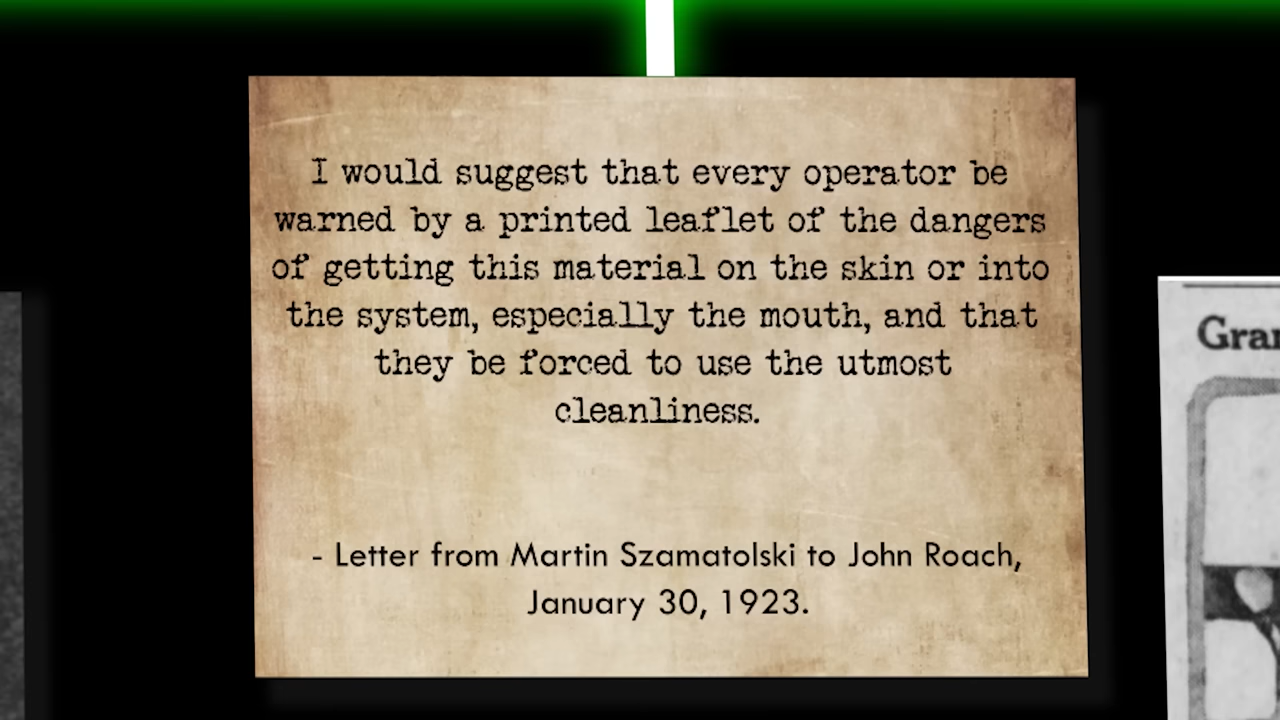 I would suggest that every operator be
warned by a printed leaflet of the dangers
of getting this material on the skin or into
the system, especially the mouth, and that
they be forced to use the utmost
cleanliness.
- Letter from Martin Szamatolski to John Roach,
January 30, 1923.